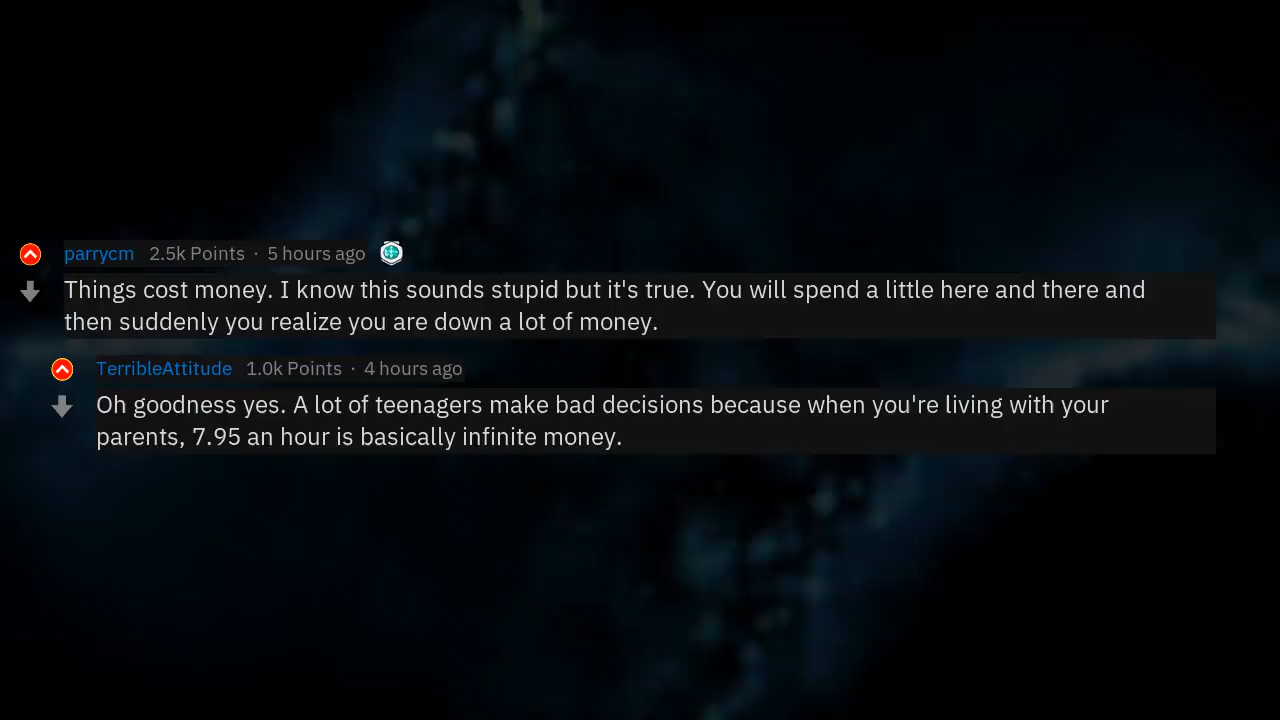 parrycm 2.5k Points · 5 hours ago
Things cost money. I know this sounds stupid but it's true. You will spend a little here and there and
then suddenly you realize you are down a lot of money.
TerribleAttitude 1.0k Points · 4 hours ago
Oh goodness yes. A lot of teenagers make bad decisions because when you're living with your
parents, 7.95 an hour is basically infinite money.